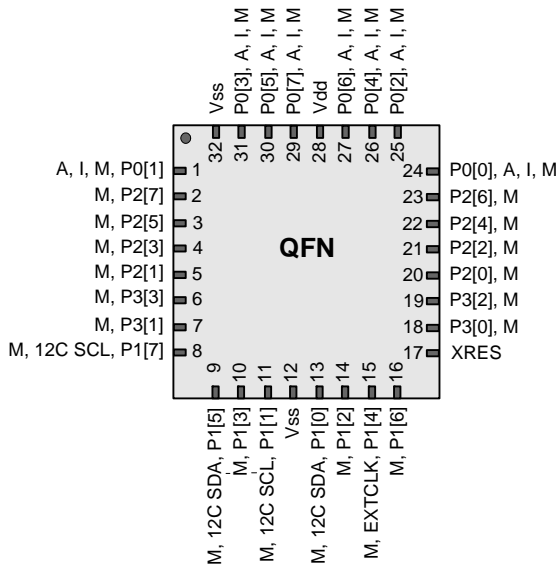 Vss
P0[3], A, I, M
P0[5], A, I, M
P0[7], A, I, M
Vdd
P0[6], A, I, M
P0[4], A, I, M
P0[2], A, I, M
32
31
30
29
28
27
26
25
A, I, M, P0[1] 1
M, P2[7] 2
M, P2[5] 3
M, P2[3] 4
M, P2[1] 5
M, P3[3] 6
M, P3[1] 7
M, 12C SCL, P1[7] 8
QFN
24 P0[0], A, I, M
23 P2[6], M
22 P2[4], M
21 P2[2], M
20 P2[0], M
19 P3[2], M
18 P3[0], M
17 XRES
9
10
11
12
13
14
15
16
M, 12C SDA, P1[5]
M, P1[3]
M, 12C SCL, P1[1]
Vss
M, 12C SDA, P1[0]
M, P1[2]
M, EXTCLK, P1[4]
M, P1[6]